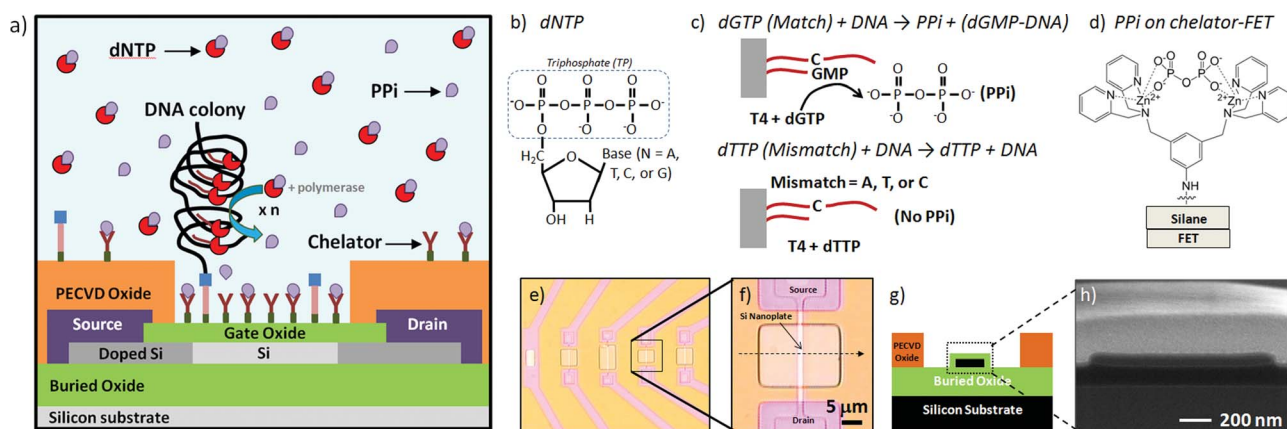 a)
dNTP
PPi
DNA colony
+ polymerase
x n
Chelator
PECVD Oxide
Source
Gate Oxide
Drain
Doped Si
Si
Buried Oxide
Silicon substrate
b) dNTP
Triphosphate (TP)
O O O
⁻O P O P O P O⁻
O ⁻O ⁻O
H₂C
O
Base (N = A,
T, C, or G)
OH H
c) dGTP (Match) + DNA → PPi + (dGMP-DNA)
C
GMP
O O
⁻O P O P O⁻ (PPi)
⁻O ⁻O
T4 + dGTP
dTTP (Mismatch) + DNA → dTTP + DNA
Mismatch = A, T, or C
C
(No PPi)
T4 + dTTP
d) PPi on chelator-FET
O O
⁻O P O P O⁻
O⁻ O⁻
N N N N
Zn²⁺ ²⁺Zn
N N
NH
Silane
FET
e)
f)
Source
Si Nanoplate
5 µm
Drain
g)
PECVD
Oxide
Buried Oxide
Silicon Substrate
h)
200 nm